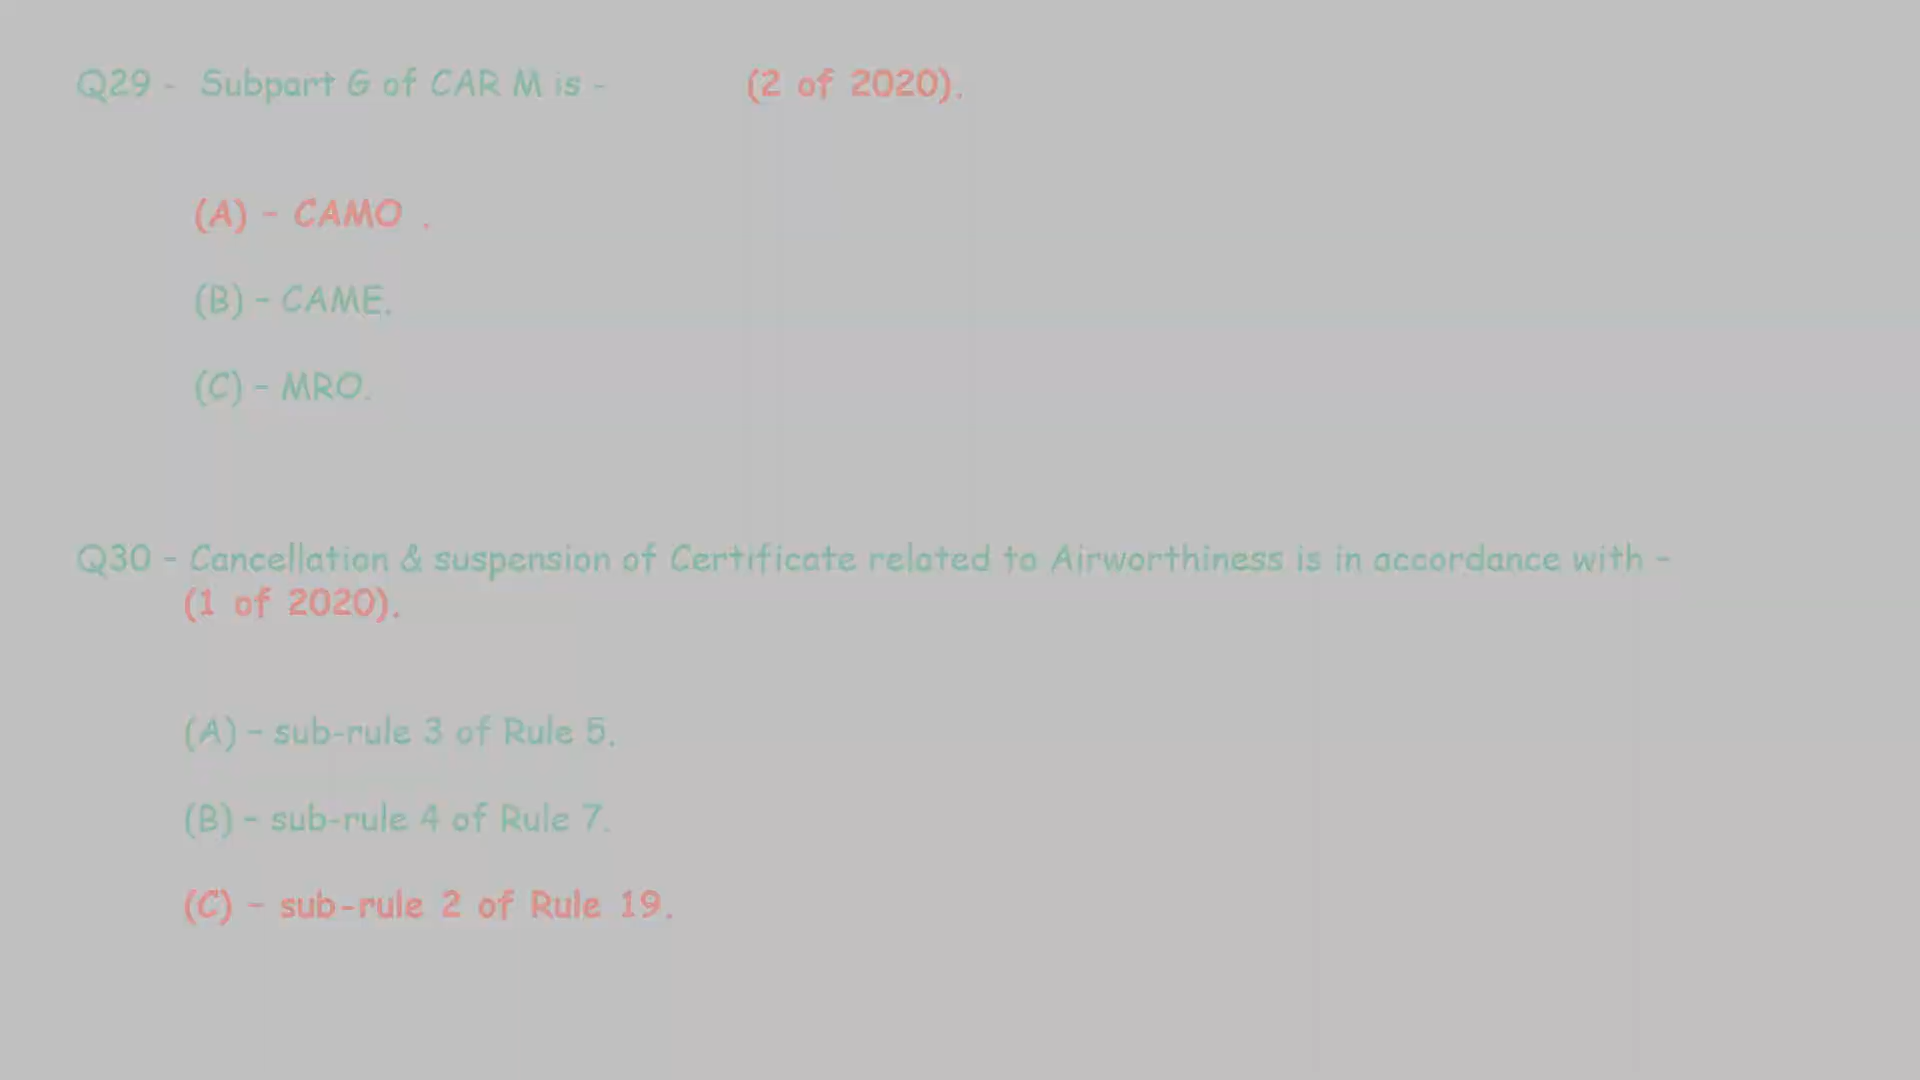 Q29 - Subpart G of CAR M is - (2 of 2020).
(A) - CAMO .
(B) - CAME.
(C) - MRO.
Q30 - Cancellation & suspension of Certificate related to Airworthiness is in accordance with -
(1 of 2020).
(A) - sub-rule 3 of Rule 5.
(B) - sub-rule 4 of Rule 7.
(C) - sub-rule 2 of Rule 19.